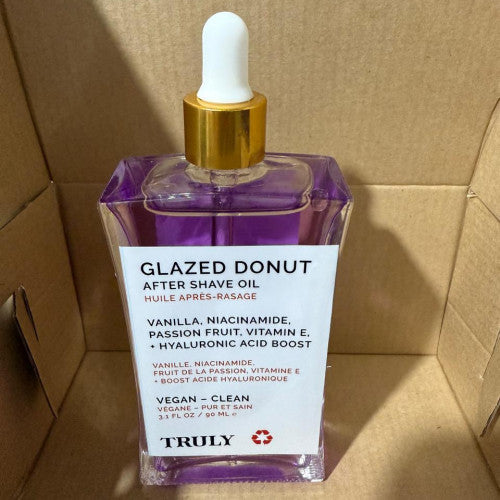 GLAZED DONUT
AFTER SHAVE OIL
HUILE APRÈS-RASAGE
VANILLA, NIACINAMIDE,
PASSION FRUIT, VITAMIN E,
+ HYALURONIC ACID BOOST
VANILLE, NIACINAMIDE,
FRUIT DE LA PASSION, VITAMINE E
+ BOOST ACIDE HYALURONIQUE
VEGAN – CLEAN
VÉGANE – PUR ET SAIN
3.1 FL OZ / 90 ML e
TRULY